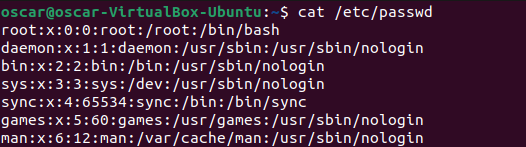 oscar@oscar-VirtualBox-Ubuntu:~$ cat /etc/passwd
root:x:0:0:root:/root:/bin/bash
daemon:x:1:1:daemon:/usr/sbin:/usr/sbin/nologin
bin:x:2:2:bin:/bin:/usr/sbin/nologin
sys:x:3:3:sys:/dev:/usr/sbin/nologin
sync:x:4:65534:sync:/bin:/bin/sync
games:x:5:60:games:/usr/games:/usr/sbin/nologin
man:x:6:12:man:/var/cache/man:/usr/sbin/nologin